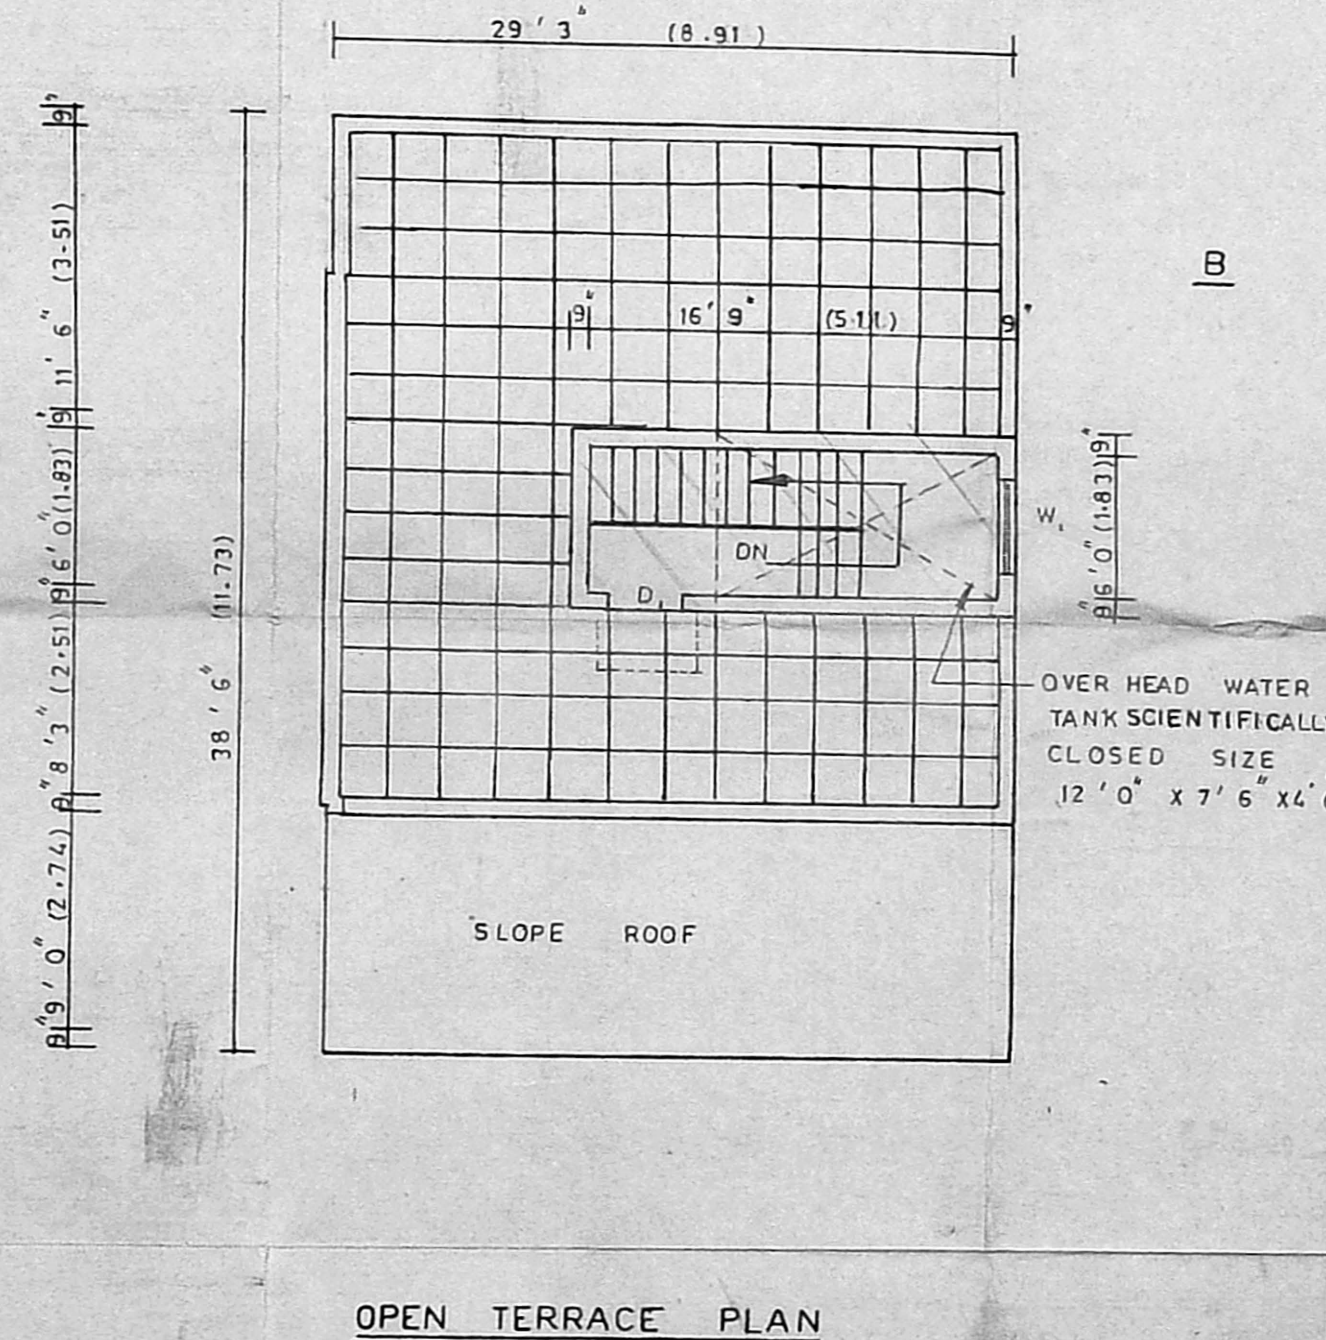 29' 3" (8.91)
9"
11' 6" (3.51)
9"
6' 0" (1.83)
9"
8' 3" (2.51)
9"
9' 0" (2.74)
9"
38' 6" (11.73)
B
9" 16' 9" (5.11) 9"
9"
6' 0" (1.83)
9"
W1
DN
D1
OVER HEAD WATER
TANK SCIENTIFICALL
CLOSED SIZE
12' 0" X 7' 6" X 4'
SLOPE ROOF
OPEN TERRACE PLAN